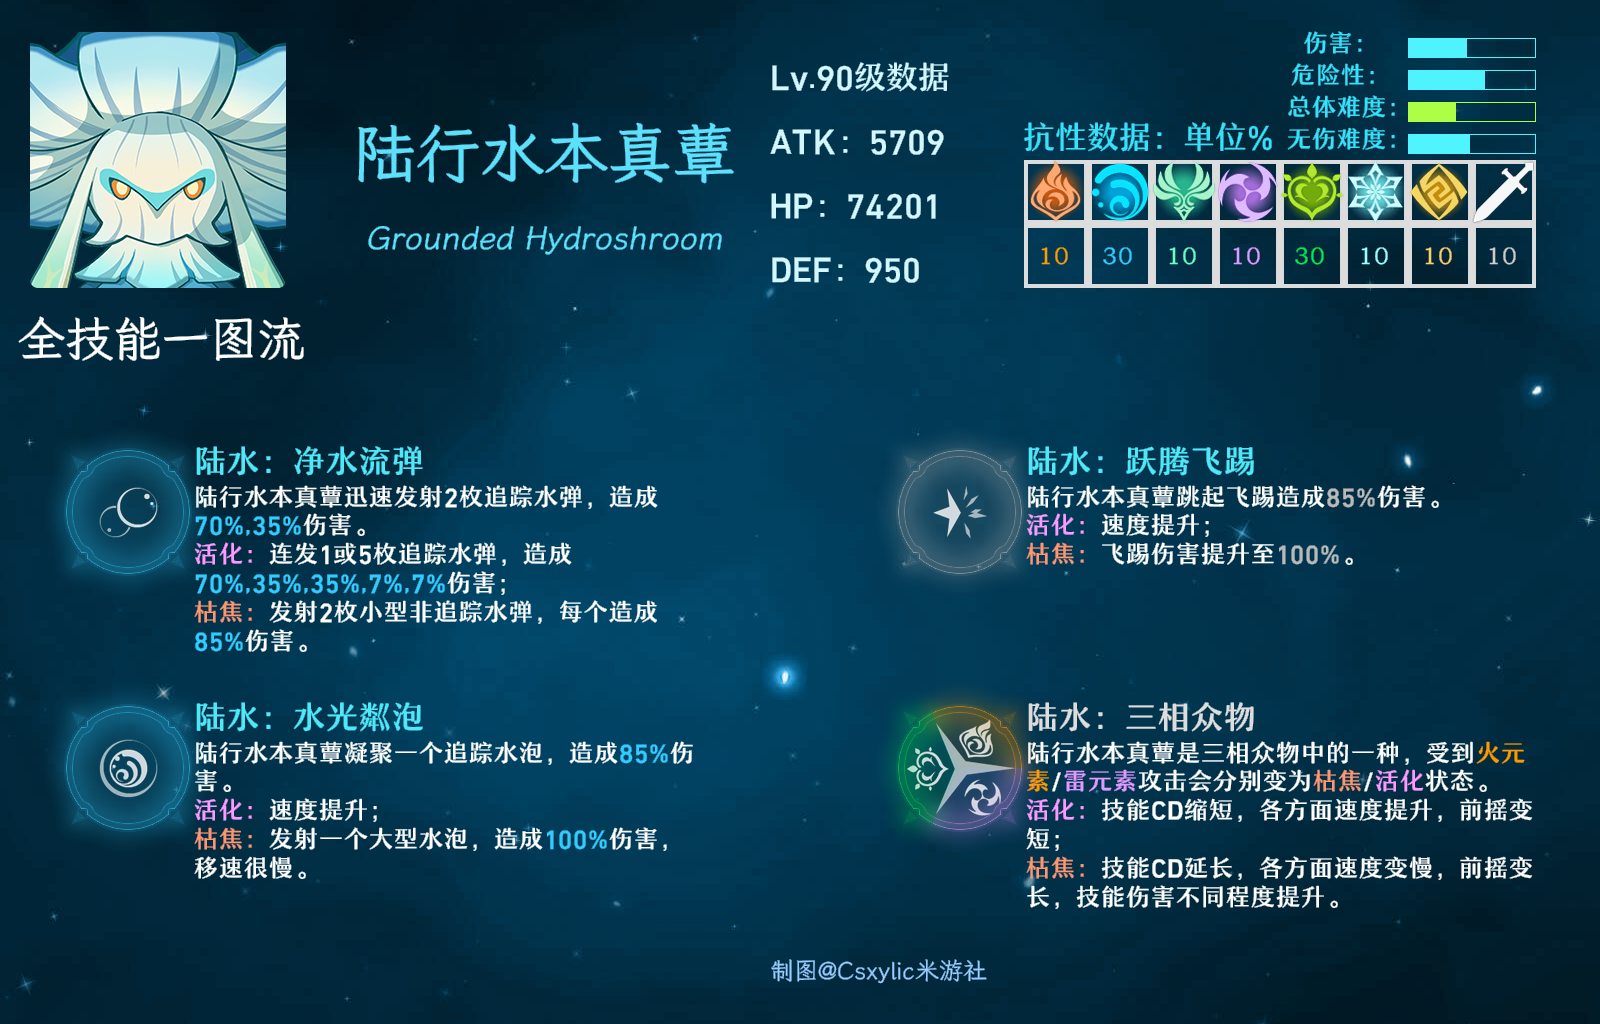 陆行水本真蕈
Grounded Hydroshroom
Lv.90级数据
ATK：5709
HP：74201
DEF：950
伤害：
危险性：
总体难度：
无伤难度：
抗性数据：单位%
10 30 10 10 30 10 10 10
全技能一图流
陆水：净水流弹
陆行水本真蕈迅速发射2枚追踪水弹，造成
70%,35%伤害。
活化：连发1或5枚追踪水弹，造成
70%,35%,35%,7%,7%伤害；
枯焦：发射2枚小型非追踪水弹，每个造成
85%伤害。
陆水：跃腾飞踢
陆行水本真蕈跳起飞踢造成85%伤害。
活化：速度提升；
枯焦：飞踢伤害提升至100%。
陆水：水光粼泡
陆行水本真蕈凝聚一个追踪水泡，造成85%伤
害。
活化：速度提升；
枯焦：发射一个大型水泡，造成100%伤害，
移速很慢。
陆水：三相众物
陆行水本真蕈是三相众物中的一种，受到火元
素/雷元素攻击会分别变为枯焦/活化状态。
活化：技能CD缩短，各方面速度提升，前摇变
短；
枯焦：技能CD延长，各方面速度变慢，前摇变
长，技能伤害不同程度提升。
制图@Csxylic米游社